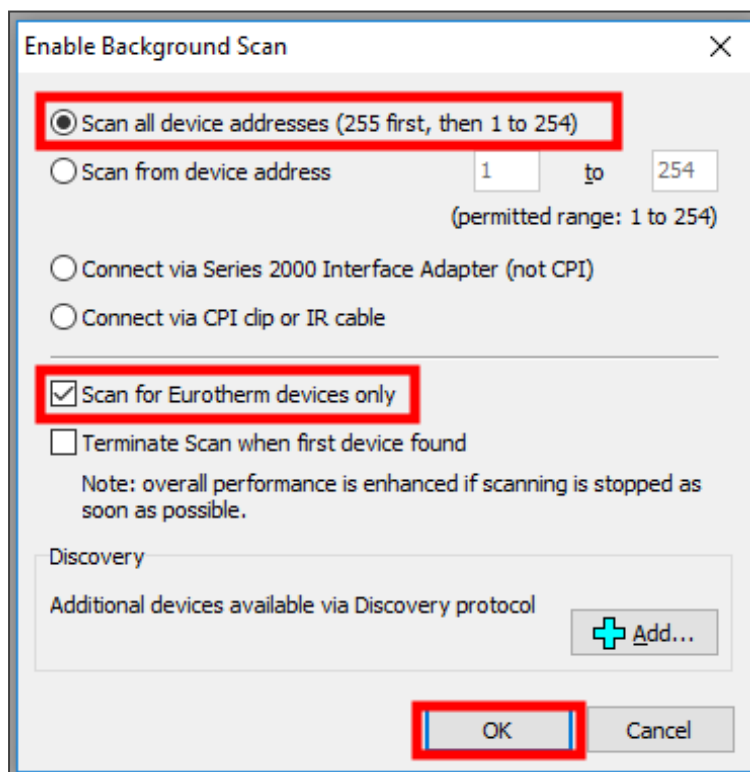 Enable Background Scan
Scan all device addresses (255 first, then 1 to 254)
Scan from device address 1 to 254
(permitted range: 1 to 254)
Connect via Series 2000 Interface Adapter (not CPI)
Connect via CPI clip or IR cable
Scan for Eurotherm devices only
Terminate Scan when first device found
Note: overall performance is enhanced if scanning is stopped as
soon as possible.
Discovery
Additional devices available via Discovery protocol
Add...
OK Cancel